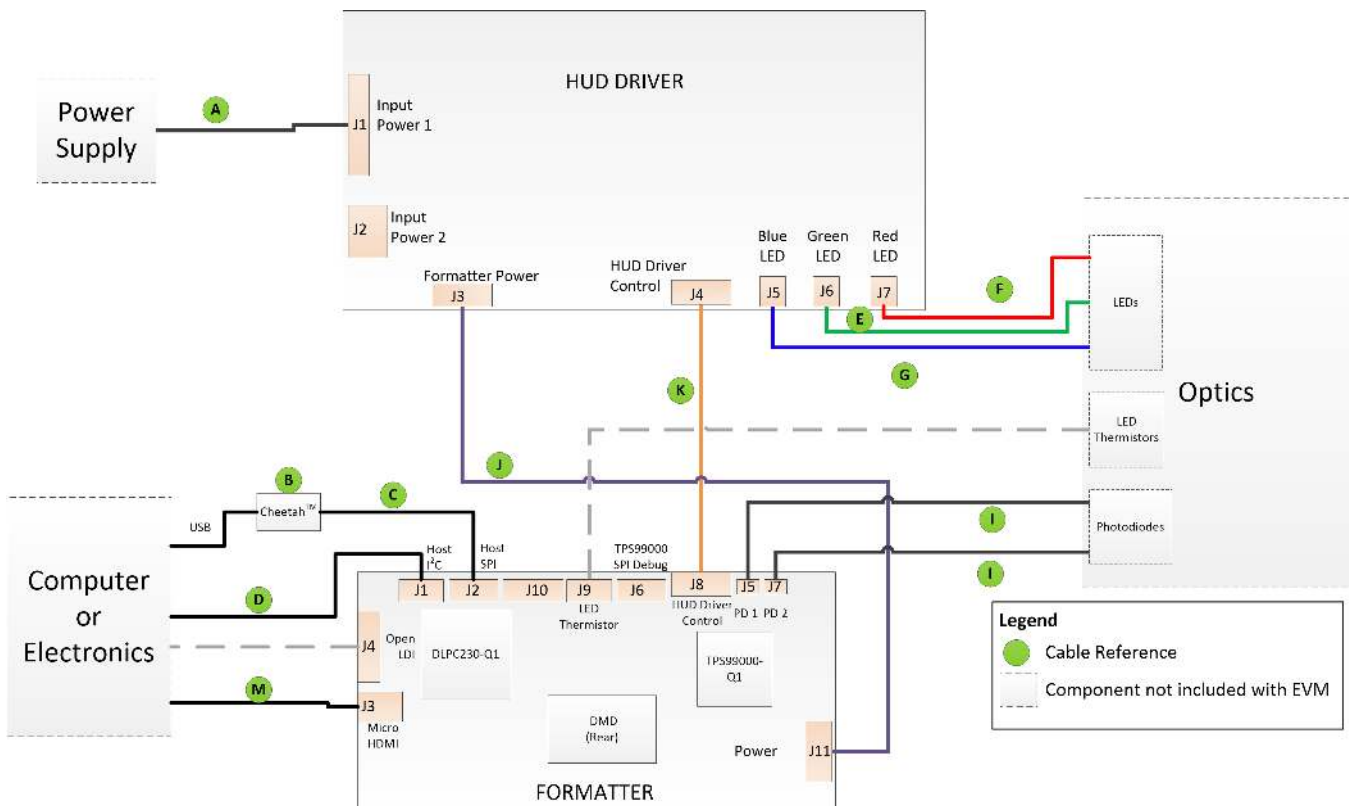 HUD DRIVER
Power
Supply
A
J1
Input
Power 1
J2
Input
Power 2
Formatter Power
J3
HUD Driver
Control
J4
Blue
LED
J5
Green
LED
J6
Red
LED
J7
F
E
G
LEDs
Optics
LED
Thermistors
Photodiodes
K
J
I
I
B
Cheetah™
C
USB
Computer
or
Electronics
D
M
Host
I²C
Host
SPI
TPS99000
SPI Debug
J1
J2
J10
J9
LED
Thermistor
J6
J8
HUD Driver
Control
J5
PD 1
J7
PD 2
J4
Open
LDI
DLPC230-Q1
TPS99000-
Q1
J3
Micro
HDMI
DMD
(Rear)
Power
J11
FORMATTER
Legend
Cable Reference
Component not included with EVM